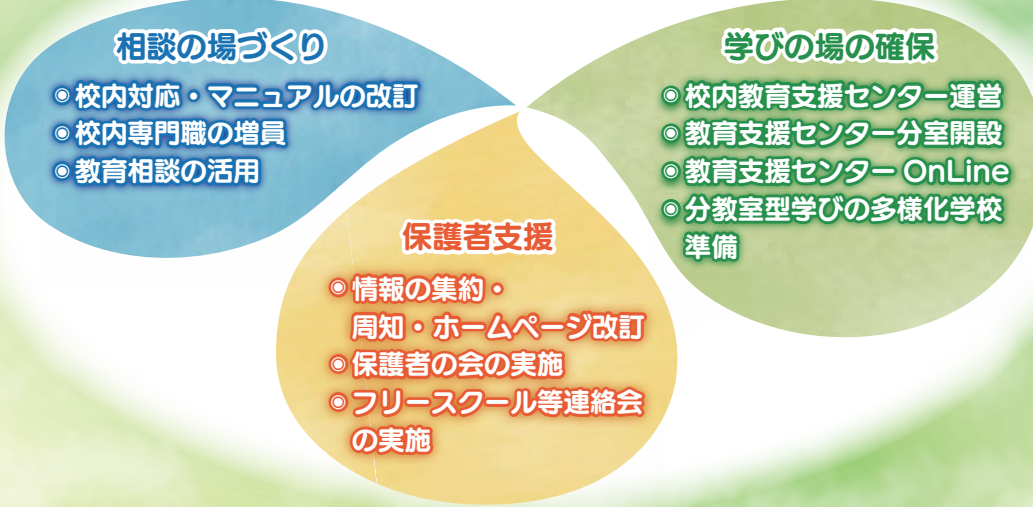 相談の場づくり
◉校内対応・マニュアルの改訂
◉校内専門職の増員
◉教育相談の活用
学びの場の確保
◉校内教育支援センター運営
◉教育支援センター分室開設
◉教育支援センター OnLine
◉分教室型学びの多様化学校
準備
保護者支援
◉情報の集約・
周知・ホームページ改訂
◉保護者の会の実施
◉フリースクール等連絡会
の実施